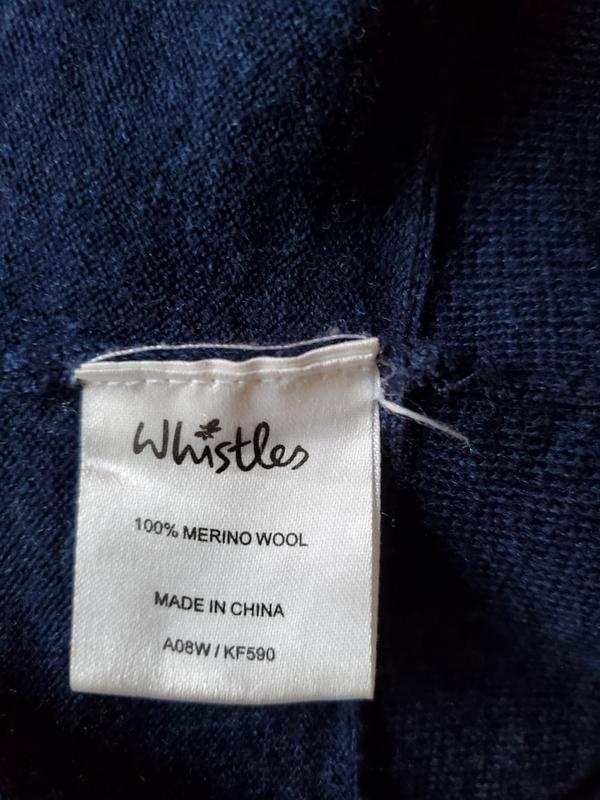 Whistles
100% MERINO WOOL
MADE IN CHINA
A08W / KF590